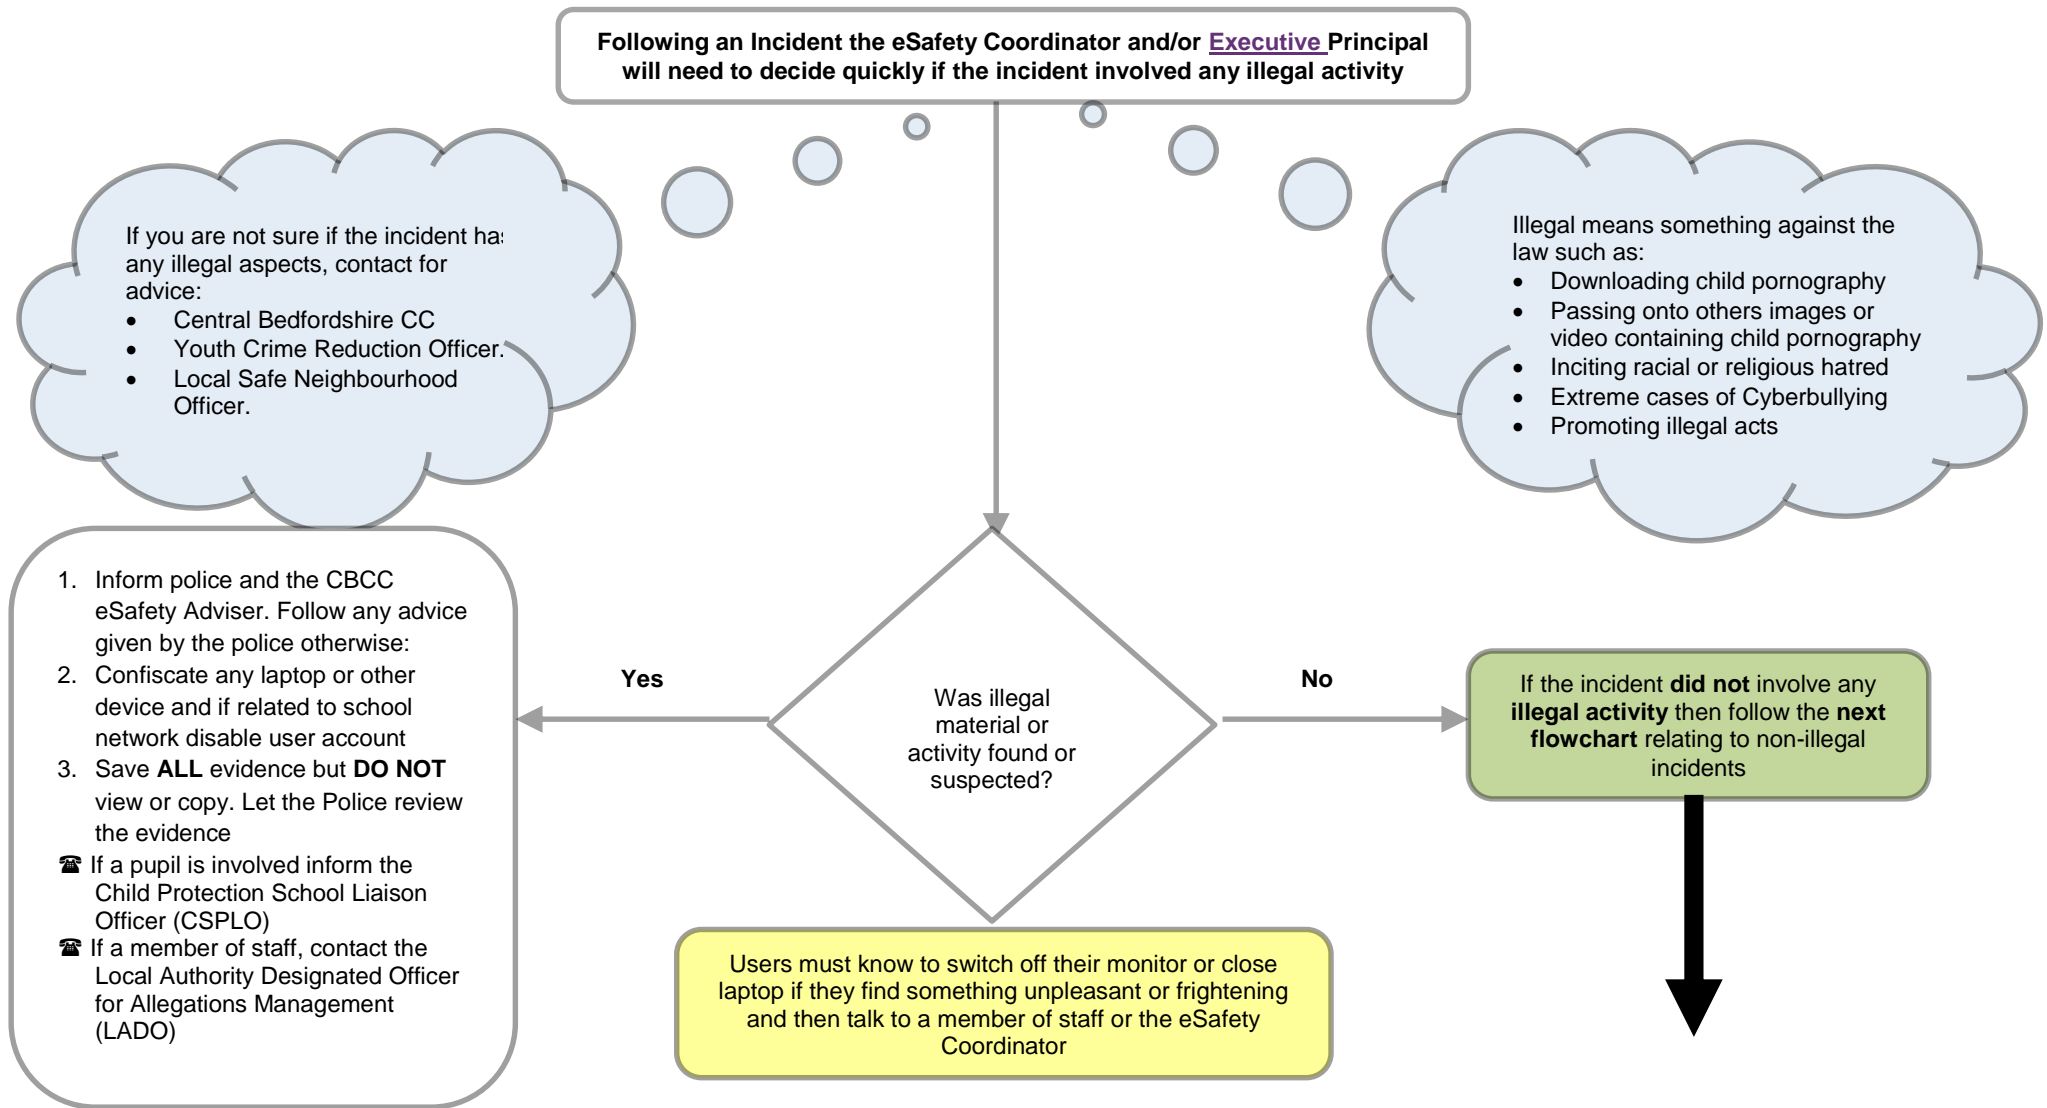 Following an Incident the eSafety Coordinator and/or Executive Principal
will need to decide quickly if the incident involved any illegal activity
If you are not sure if the incident has
any illegal aspects, contact for
advice:
• Central Bedfordshire CC
• Youth Crime Reduction Officer.
• Local Safe Neighbourhood
Officer.
Illegal means something against the
law such as:
• Downloading child pornography
• Passing onto others images or
video containing child pornography
• Inciting racial or religious hatred
• Extreme cases of Cyberbullying
• Promoting illegal acts
1. Inform police and the CBCC
eSafety Adviser. Follow any advice
given by the police otherwise:
2. Confiscate any laptop or other
device and if related to school
network disable user account
3. Save ALL evidence but DO NOT
view or copy. Let the Police review
the evidence
☎ If a pupil is involved inform the
Child Protection School Liaison
Officer (CSPLO)
☎ If a member of staff, contact the
Local Authority Designated Officer
for Allegations Management
(LADO)
Yes
Was illegal
material or
activity found or
suspected?
No
If the incident did not involve any
illegal activity then follow the next
flowchart relating to non-illegal
incidents
Users must know to switch off their monitor or close
laptop if they find something unpleasant or frightening
and then talk to a member of staff or the eSafety
Coordinator